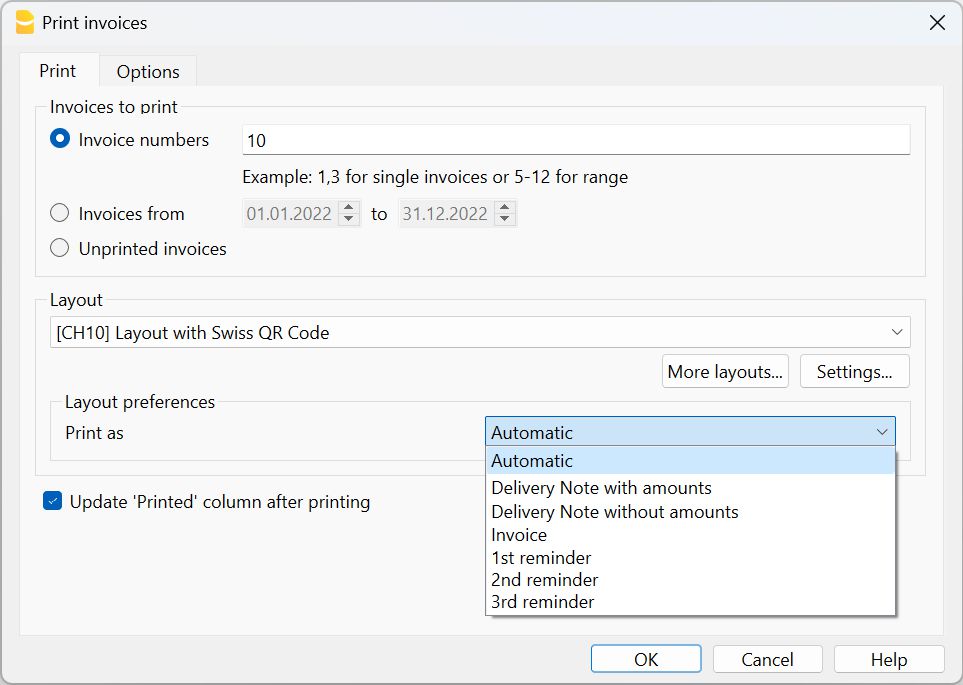 Print invoices
Print Options
Invoices to print
Invoice numbers 10
Example: 1,3 for single invoices or 5-12 for range
Invoices from 01.01.2022 to 31.12.2022
Unprinted invoices
Layout
[CH10] Layout with Swiss QR Code
More layouts... Settings...
Layout preferences
Print as Automatic
Automatic
Delivery Note with amounts
Update 'Printed' column after printing
Delivery Note without amounts
Invoice
1st reminder
2nd reminder
3rd reminder
OK Cancel Help